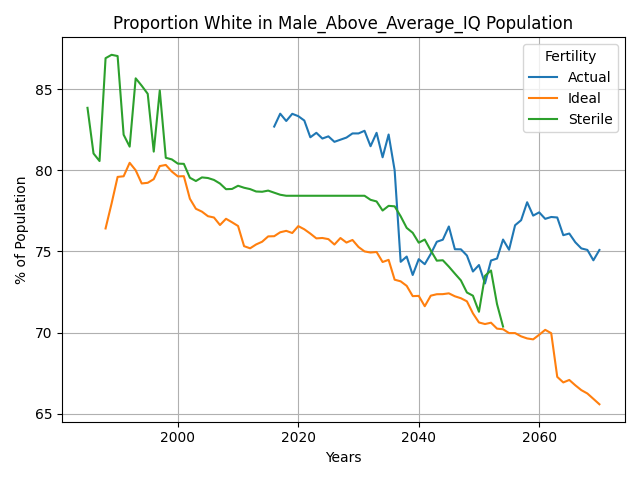 Proportion White in Male_Above_Average_IQ Population
Fertility
Actual
Ideal
Sterile
% of Population
85
80
75
70
65
2000
2020
2040
2060
Years